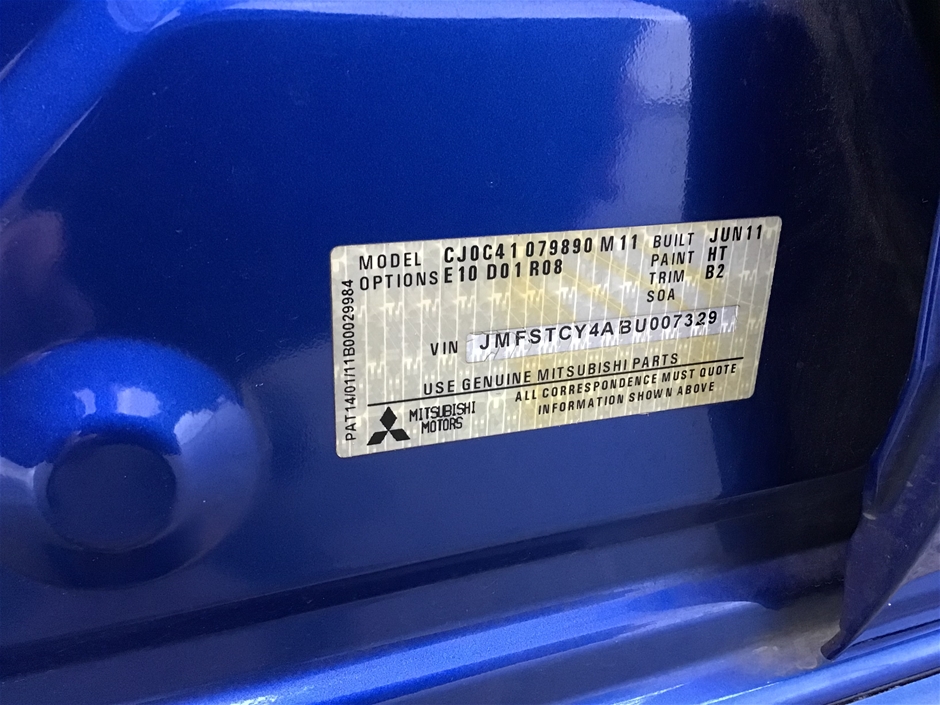 MODEL CJ0C41 079890 M11 BUILT JUN11
OPTIONS E10 D01 R08 PAINT HT
TRIM B2
SOA
VIN JMFSTCY4ABU007329
USE GENUINE MITSUBISHI PARTS
MITSUBISHI MOTORS
ALL CORRESPONDENCE MUST QUOTE
INFORMATION SHOWN ABOVE
PAT14/01/11B00029984